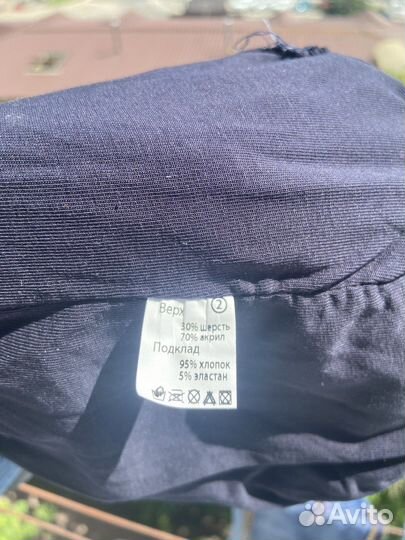 Верх ②
30% шерсть
70% акрил
Подклад
95% хлопок
5% эластан
Avito